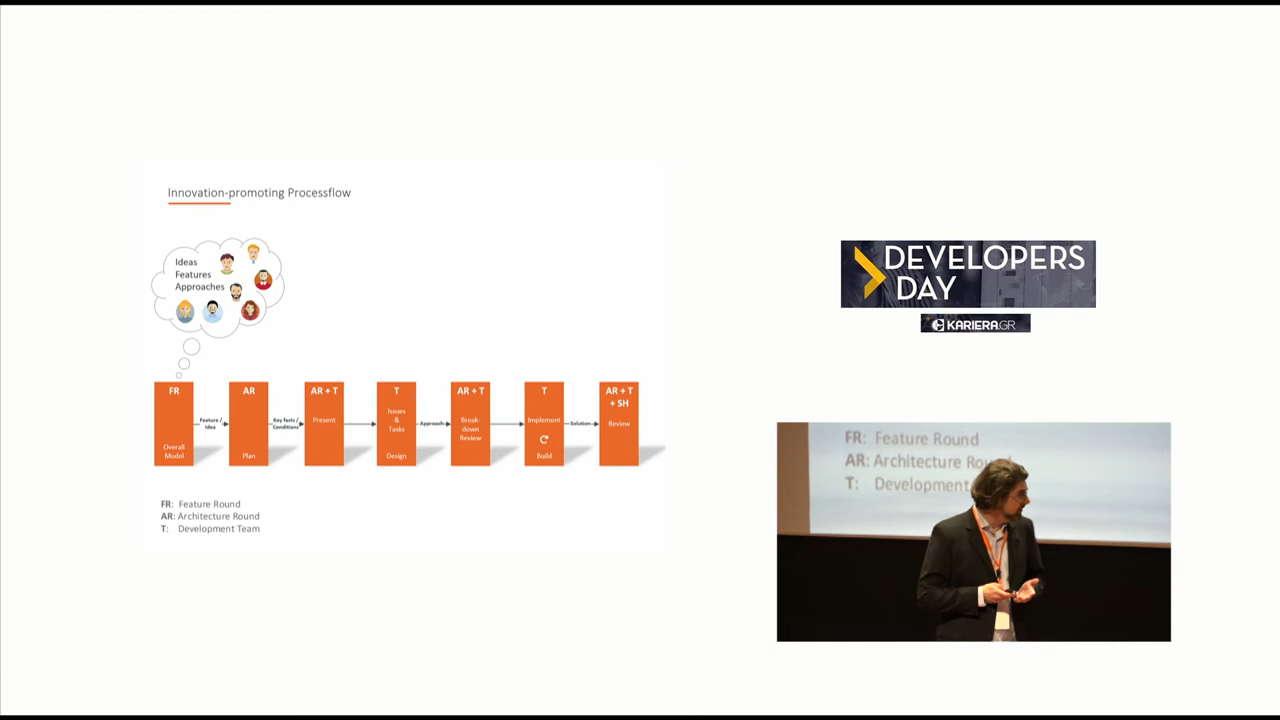 Innovation-promoting Processflow
Ideas
Features
Approaches
FR
Overall
Model
Feature /
Idea
AR
Plan
Key facts /
Conditions
AR + T
Present
T
Issues
&
Tasks
Design
Approach
AR + T
Break-
down
Review
T
Implement
Build
Solution
AR + T
+ SH
Review
FR: Feature Round
AR: Architecture Round
T: Development Team
DEVELOPERS
DAY
KARIERA.GR
FR: Feature Round
AR: Architecture Rou
T: Development